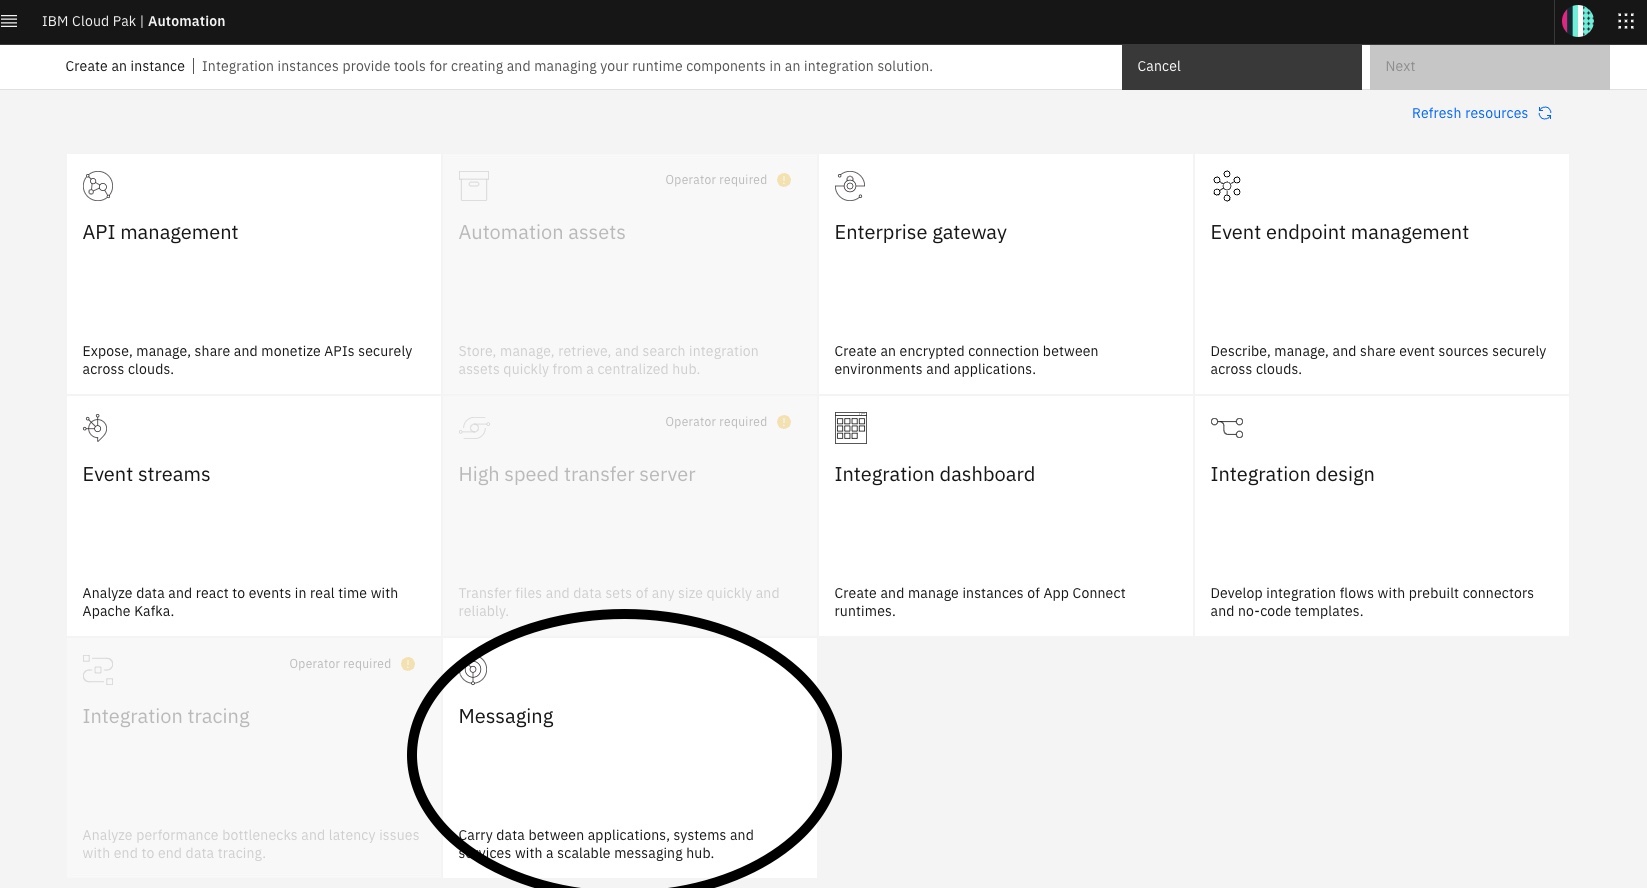 IBM Cloud Pak | Automation
Create an instance | Integration instances provide tools for creating and managing your runtime components in an integration solution.
Cancel
Next
Refresh resources
API management
Expose, manage, share and monetize APIs securely
across clouds.
Operator required
Automation assets
Store, manage, retrieve, and search integration
assets quickly from a centralized hub.
Enterprise gateway
Create an encrypted connection between
environments and applications.
Event endpoint management
Describe, manage, and share event sources securely
across clouds.
Event streams
Analyze data and react to events in real time with
Apache Kafka.
Operator required
High speed transfer server
Transfer files and data sets of any size quickly and
reliably.
Integration dashboard
Create and manage instances of App Connect
runtimes.
Integration design
Develop integration flows with prebuilt connectors
and no-code templates.
Operator required
Integration tracing
Analyze performance bottlenecks and latency issues
with end to end data tracing.
Messaging
Carry data between applications, systems and
services with a scalable messaging hub.